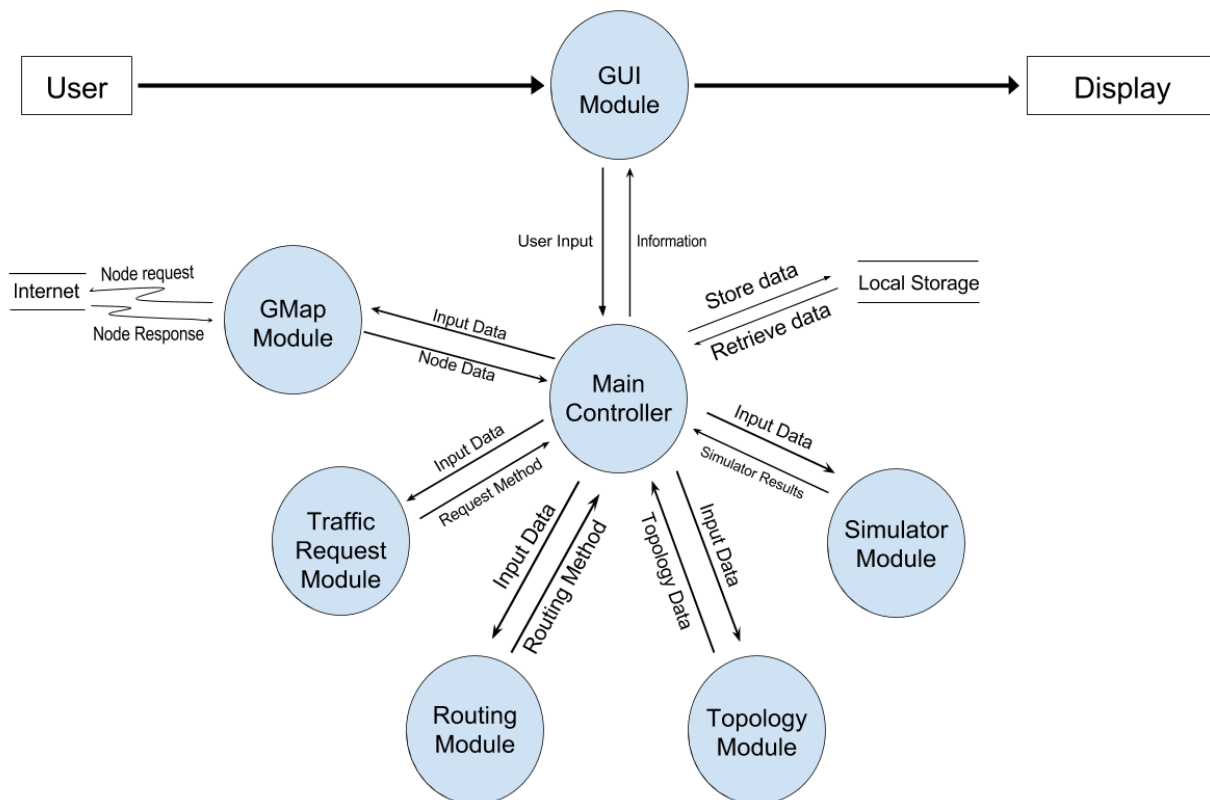 User
GUI
Module
Display
User Input
Information
Node request
Internet
Node Response
GMap
Module
Input Data
Node Data
Store data
Retrieve data
Local Storage
Main
Controller
Input Data
Request Method
Traffic
Request
Module
Input Data
Simulator Results
Simulator
Module
Input Data
Routing Method
Routing
Module
Topology Data
Input Data
Topology
Module